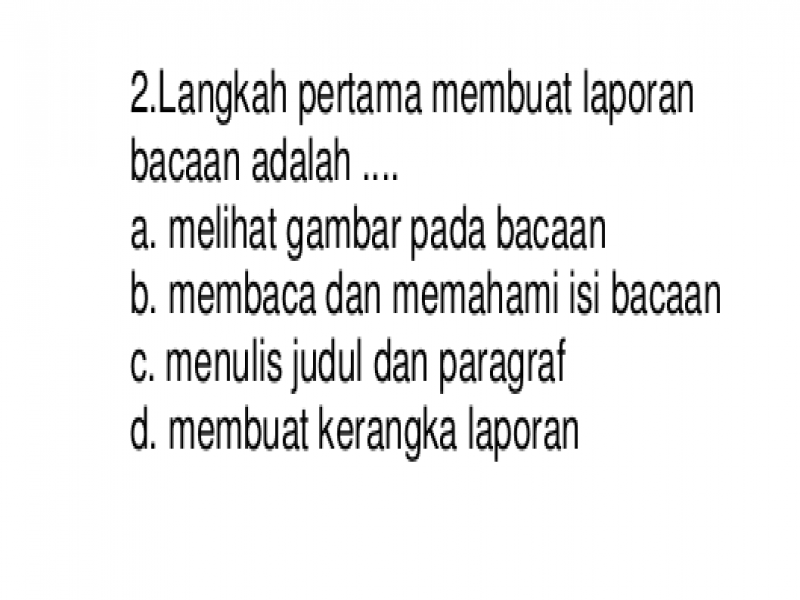 2.Langkah pertama membuat laporan
bacaan adalah ....
a. melihat gambar pada bacaan
b. membaca dan memahami isi bacaan
c. menulis judul dan paragraf
d. membuat kerangka laporan